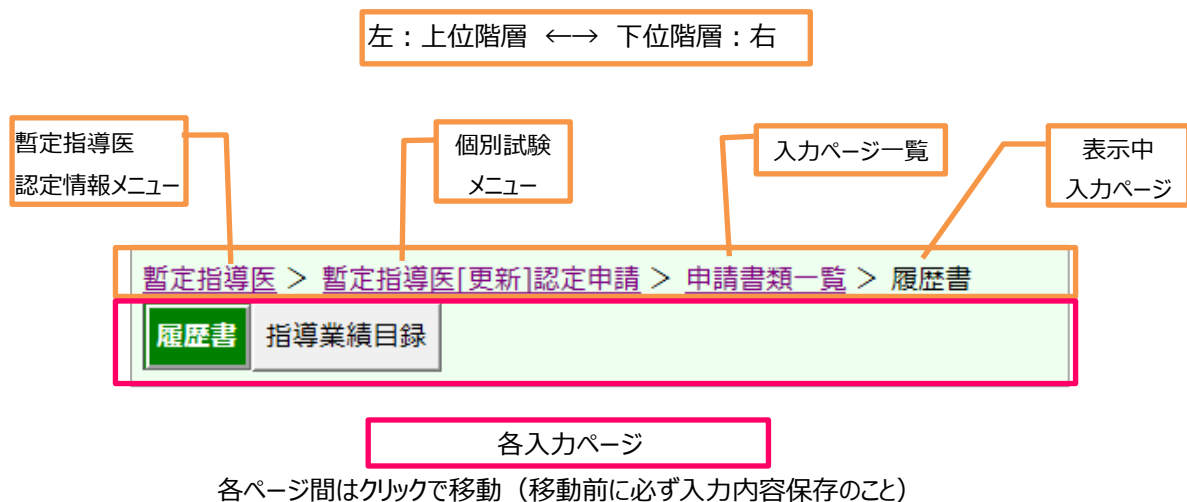 左：上位階層 ←→ 下位階層：右
暫定指導医
認定情報メニュー
個別試験
メニュー
入力ページ一覧
表示中
入力ページ
暫定指導医 ＞ 暫定指導医[更新]認定申請 ＞ 申請書類一覧 ＞ 履歴書
履歴書 指導業績目録
各入力ページ
各ページ間はクリックで移動（移動前に必ず入力内容保存のこと）